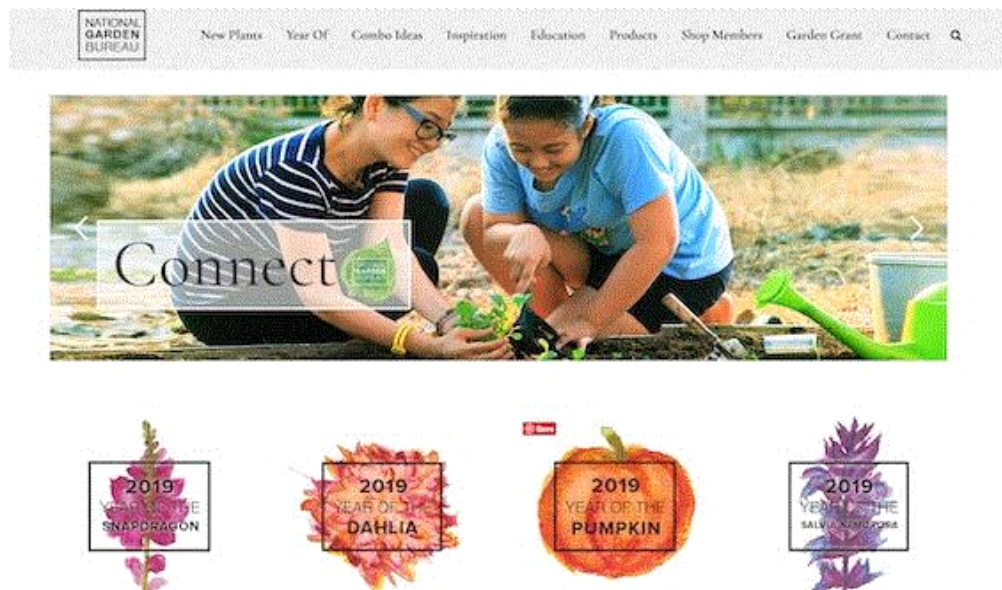 NATIONAL
GARDEN
BUREAU
New Plants Year Of Combo Ideas Inspiration Education Products Shop Members Garden Grant Contact
Connect
Save
2019
YEAR OF THE
SNAPDRAGON
2019
YEAR OF THE
DAHLIA
2019
YEAR OF THE
PUMPKIN
2019
YEAR OF THE
SALVIA NEMOROSA